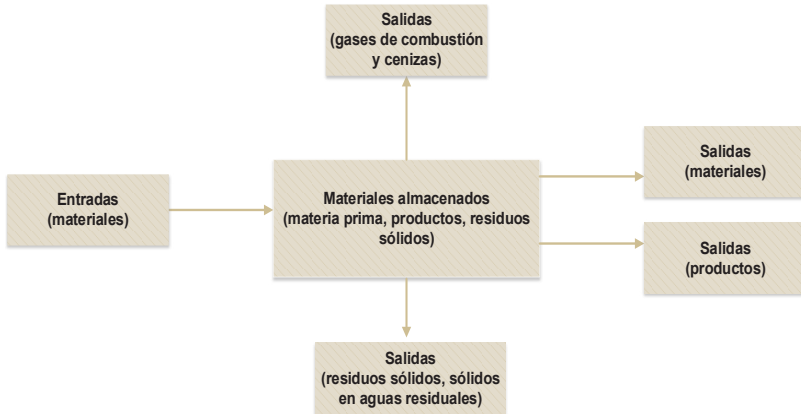 Salidas
(gases de combustión
y cenizas)
Entradas
(materiales)
Materiales almacenados
(materia prima, productos, residuos
sólidos)
Salidas
(materiales)
Salidas
(productos)
Salidas
(residuos sólidos, sólidos
en aguas residuales)